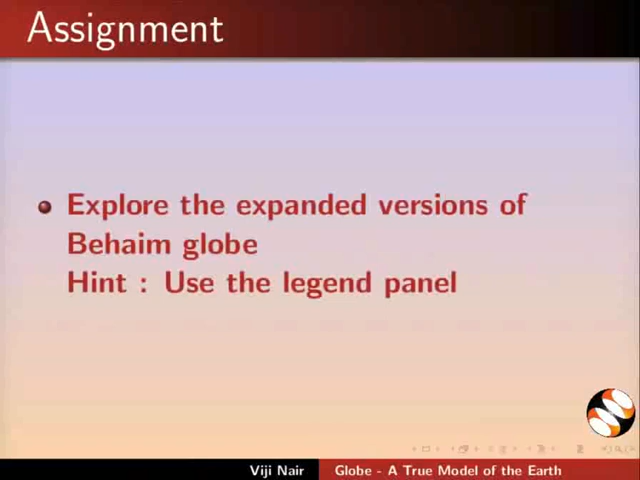 Assignment
Explore the expanded versions of
Behaim globe
Hint : Use the legend panel
Viji Nair
Globe - A True Model of the Earth